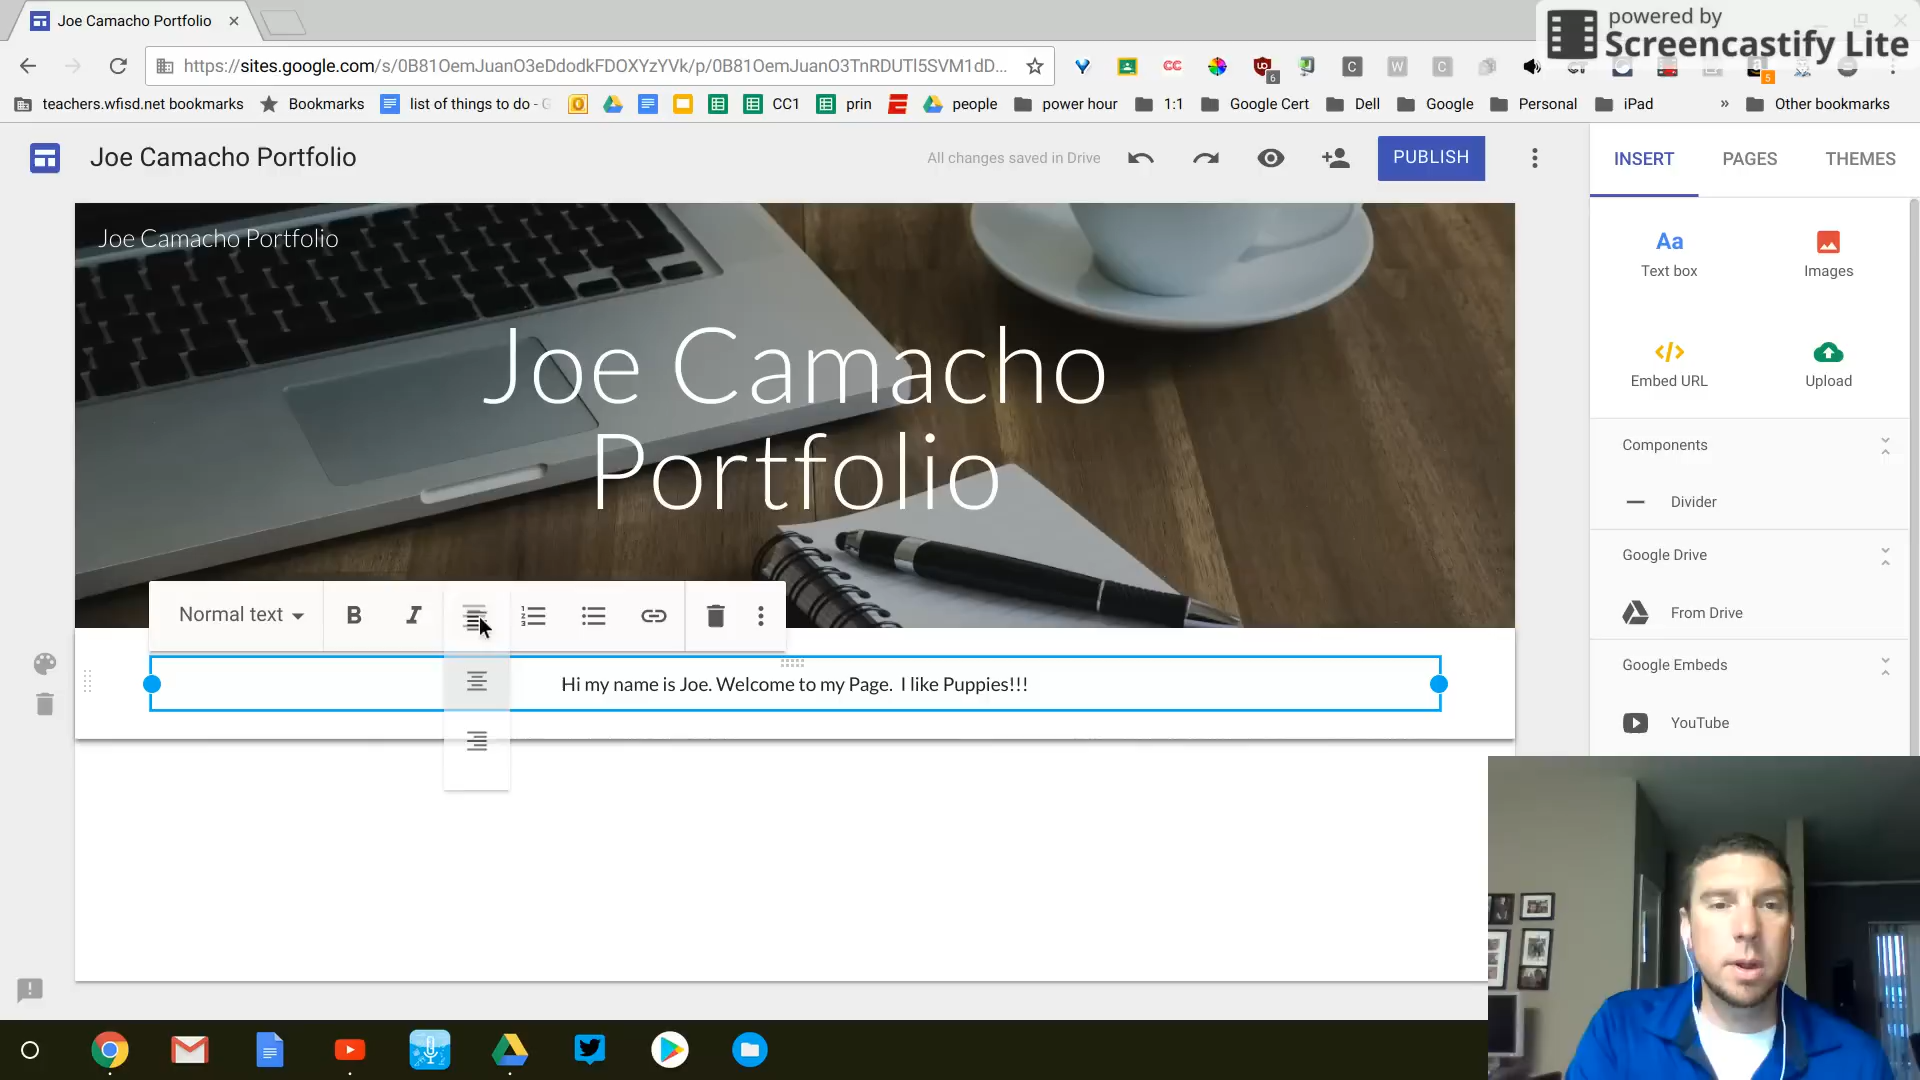 Joe Camacho Portfolio
powered by
Screencastify Lite
https://sites.google.com/s/0B81OemJuanO3eDdodkFDOXYzYVk/p/0B81OemJuanO3TnRDUTl5SVM1dD...
6
C
W
C
5
teachers.wfisd.net bookmarks
Bookmarks
list of things to do - G
CC1
prin
people
power hour
1:1
Google Cert
Dell
Google
Personal
iPad
»
Other bookmarks
Joe Camacho Portfolio
All changes saved in Drive
PUBLISH
INSERT
PAGES
THEMES
Joe Camacho Portfolio
Aa
Text box
Images
Joe Camacho
Portfolio
Embed URL
Upload
Components
Divider
Google Drive
From Drive
Google Embeds
YouTube
Normal text
B
I
Hi my name is Joe. Welcome to my Page.  I like Puppies!!!